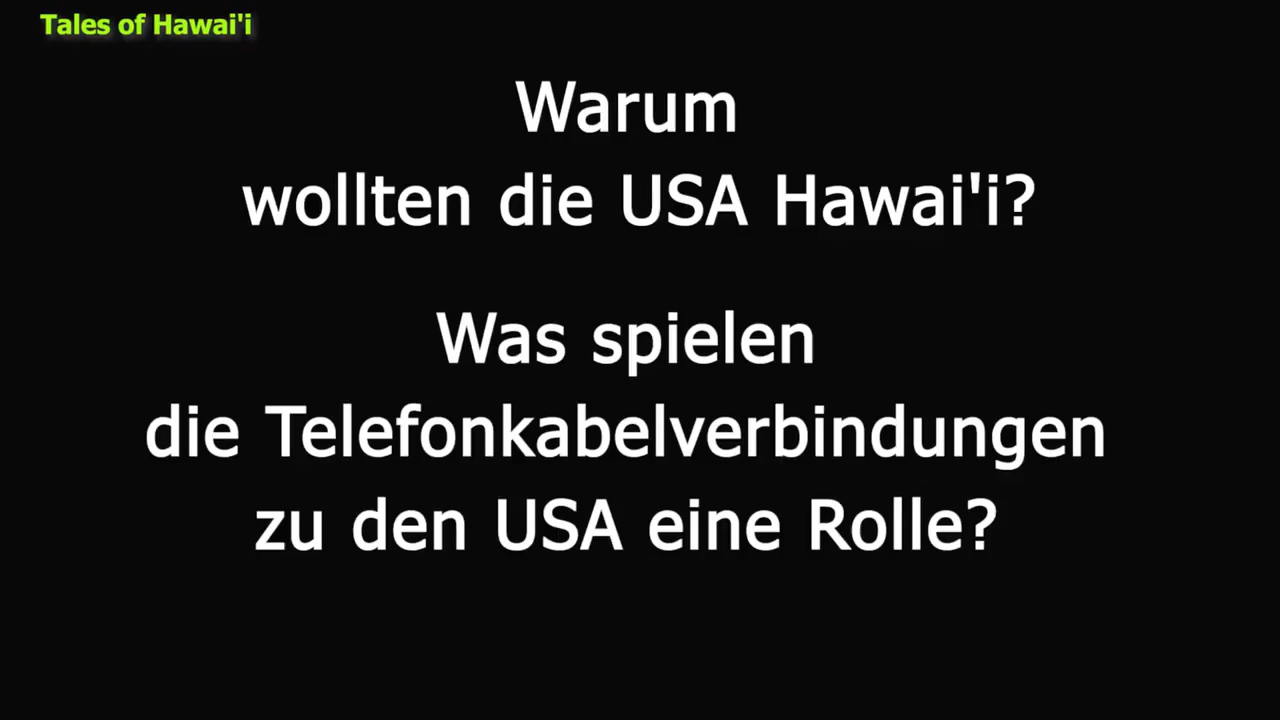 Tales of Hawai'i
Warum
wollten die USA Hawai'i?
Was spielen
die Telefonkabelverbindungen
zu den USA eine Rolle?